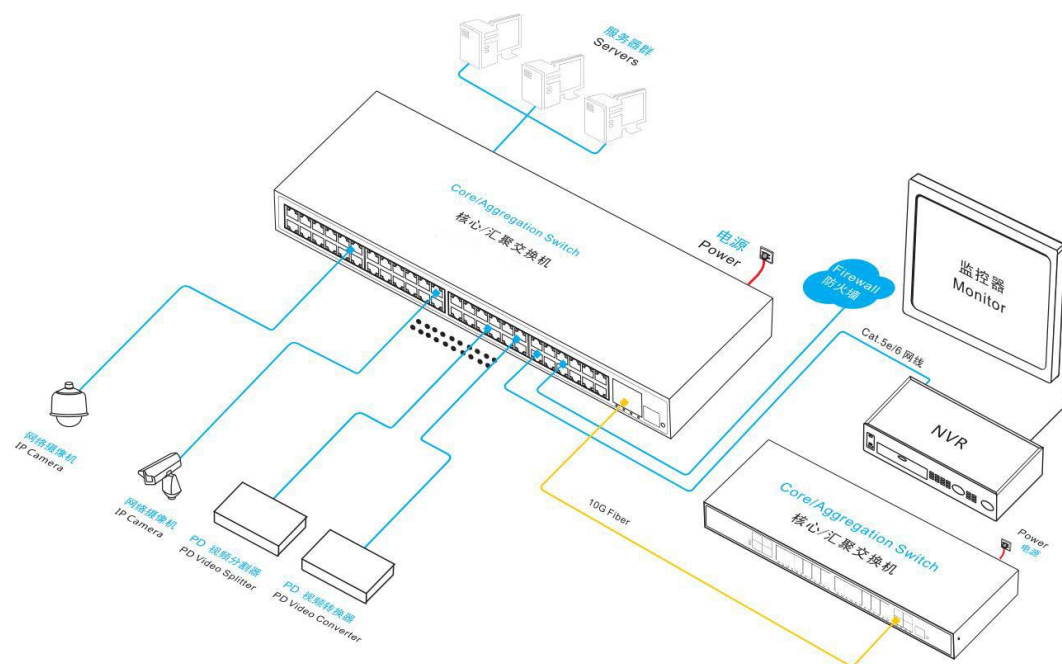 服务器群
Servers
Core/Aggregation Switch
核心/汇聚交换机
电源
Power
Firewall
防火墙
监控器
Monitor
Cat.5e/6 网线
NVR
网络摄像机
IP Camera
网络摄像机
IP Camera
PD 视频分割器
PD Video Splitter
PD 视频转换器
PD Video Converter
10G Fiber
Core/Aggregation Switch
核心/汇聚交换机
Power
电源